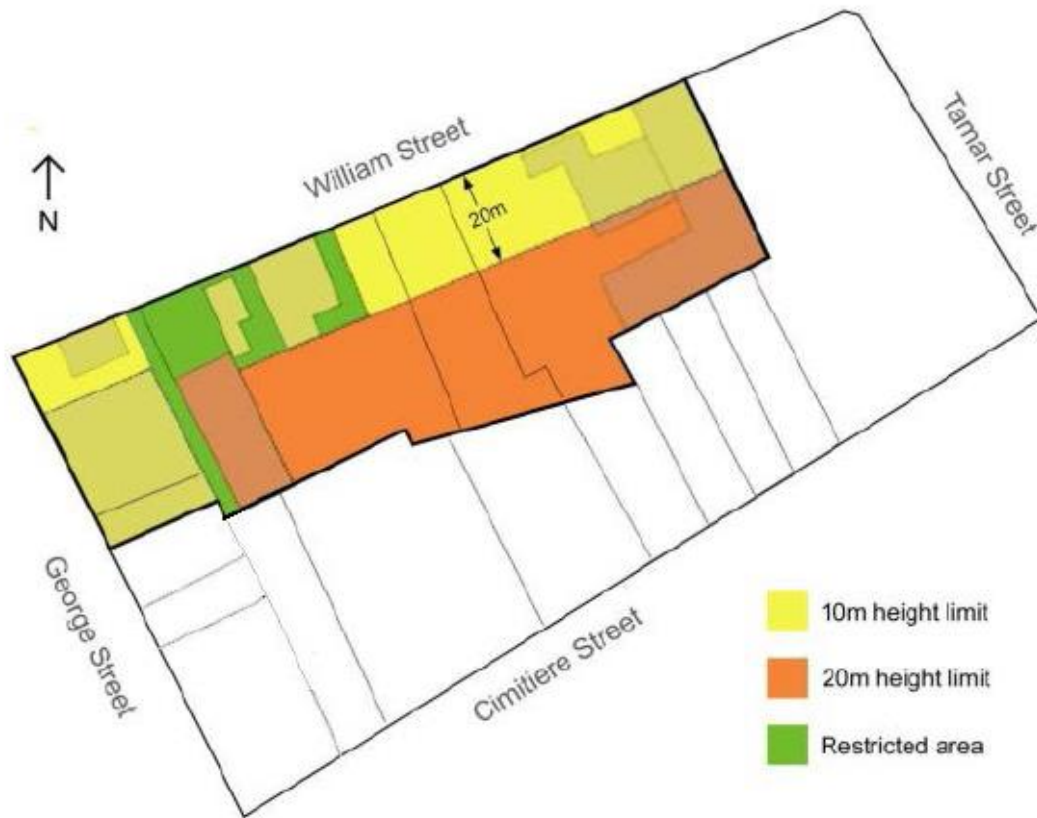 William Street
Tamar Street
N
20m
George Street
Cimitiere Street
10m height limit
20m height limit
Restricted area